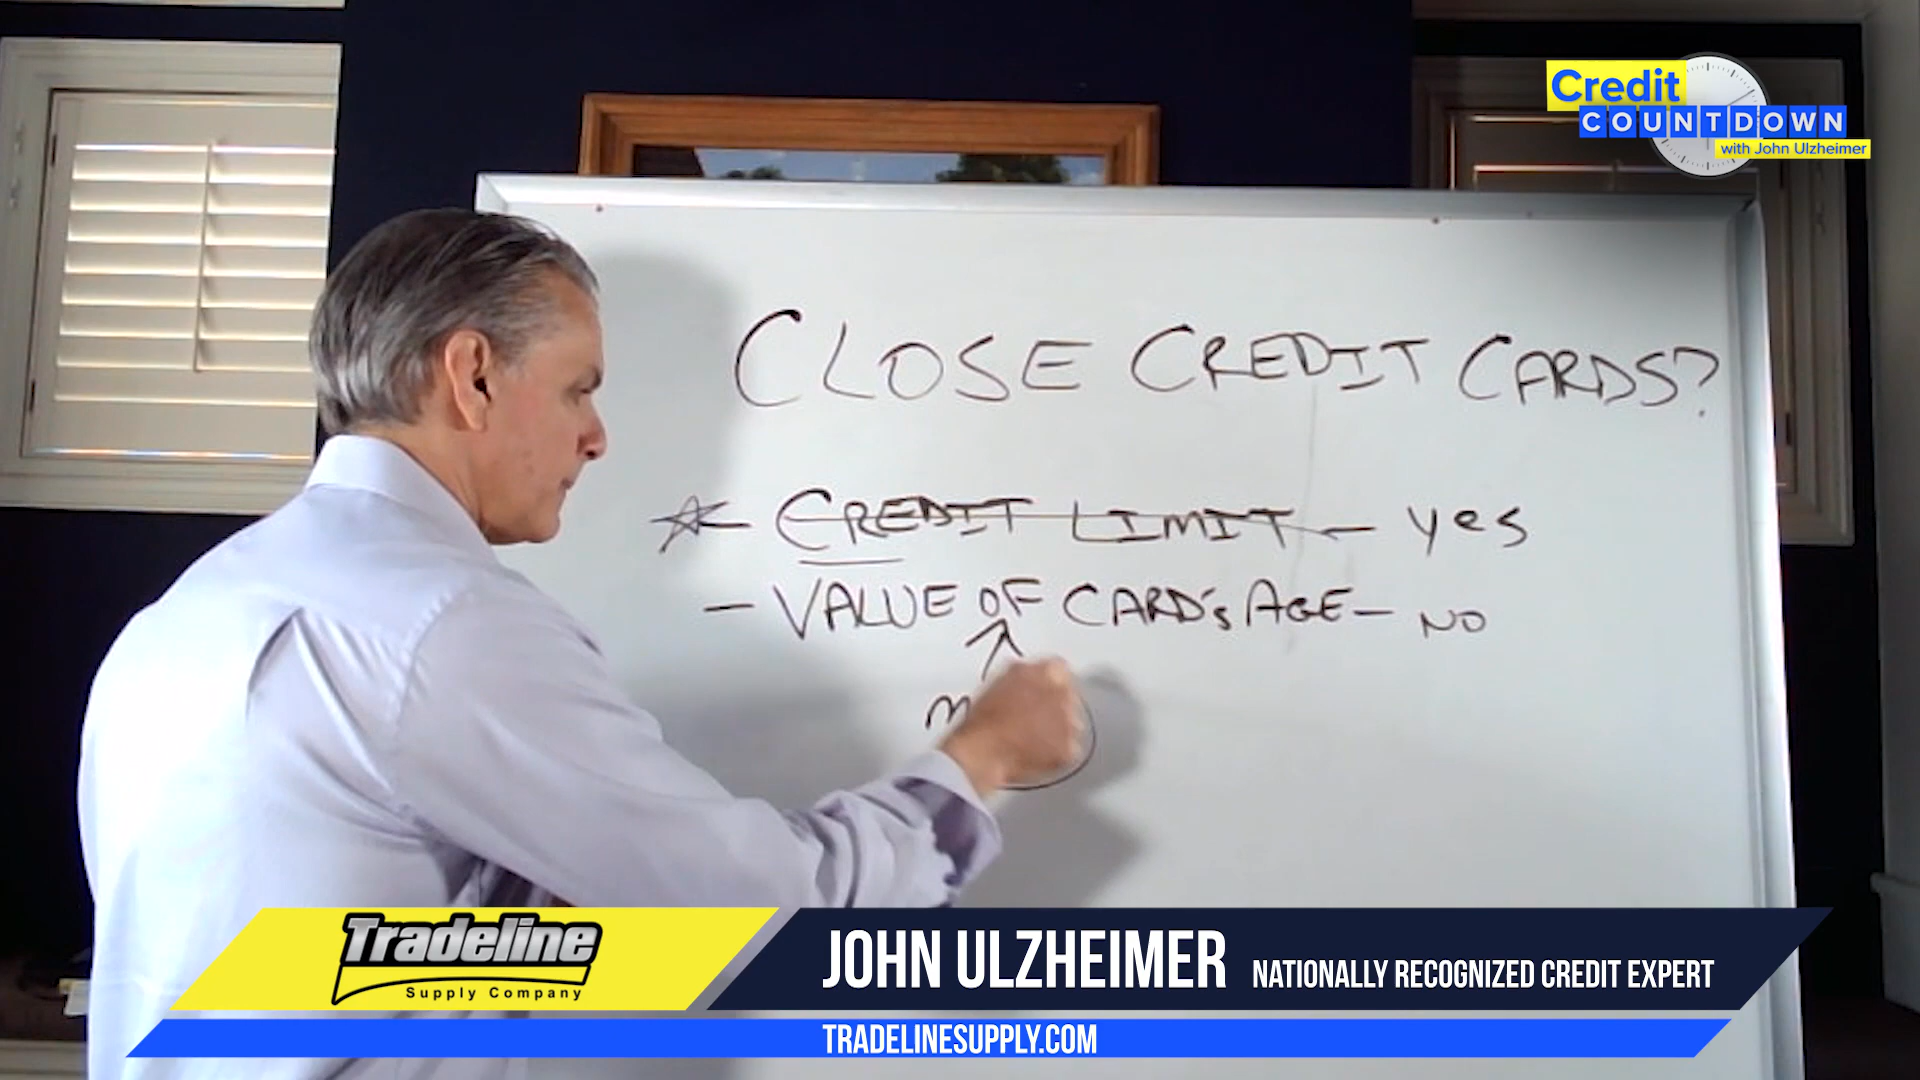 Credit
COUNTDOWN
with John Ulzheimer
CLOSE CREDIT CARDS?
- CREDIT LIMIT - yes
- VALUE OF CARD's AGE - NO
Tradeline
Supply Company
JOHN ULZHEIMER NATIONALLY RECOGNIZED CREDIT EXPERT
TRADELINESUPPLY.COM